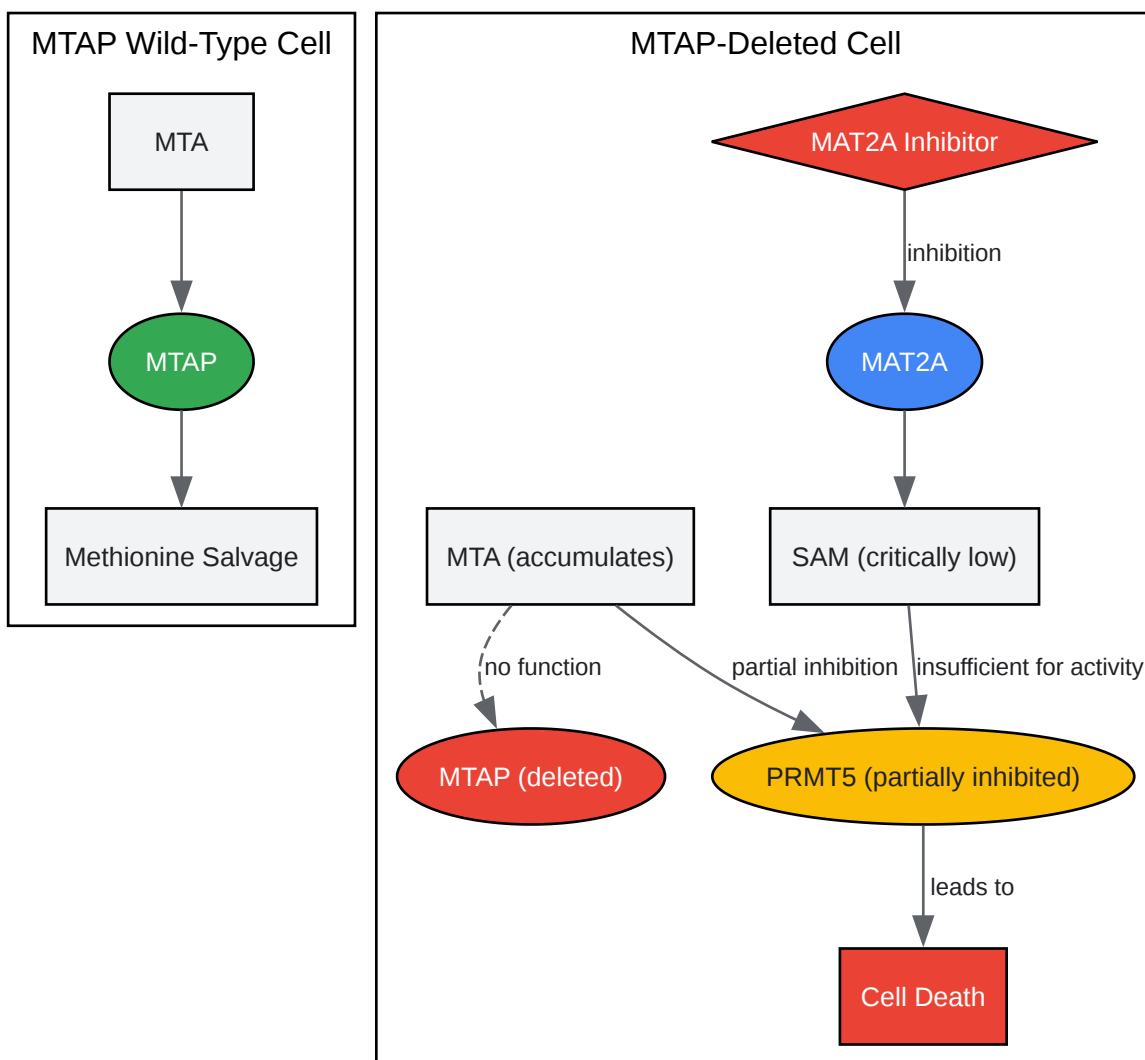 MTAP Wild-Type Cell
MTA
MTAP
Methionine Salvage
MTAP-Deleted Cell
MAT2A Inhibitor
inhibition
MAT2A
MTA (accumulates)
SAM (critically low)
no function
partial inhibition
insufficient for activity
MTAP (deleted)
PRMT5 (partially inhibited)
leads to
Cell Death